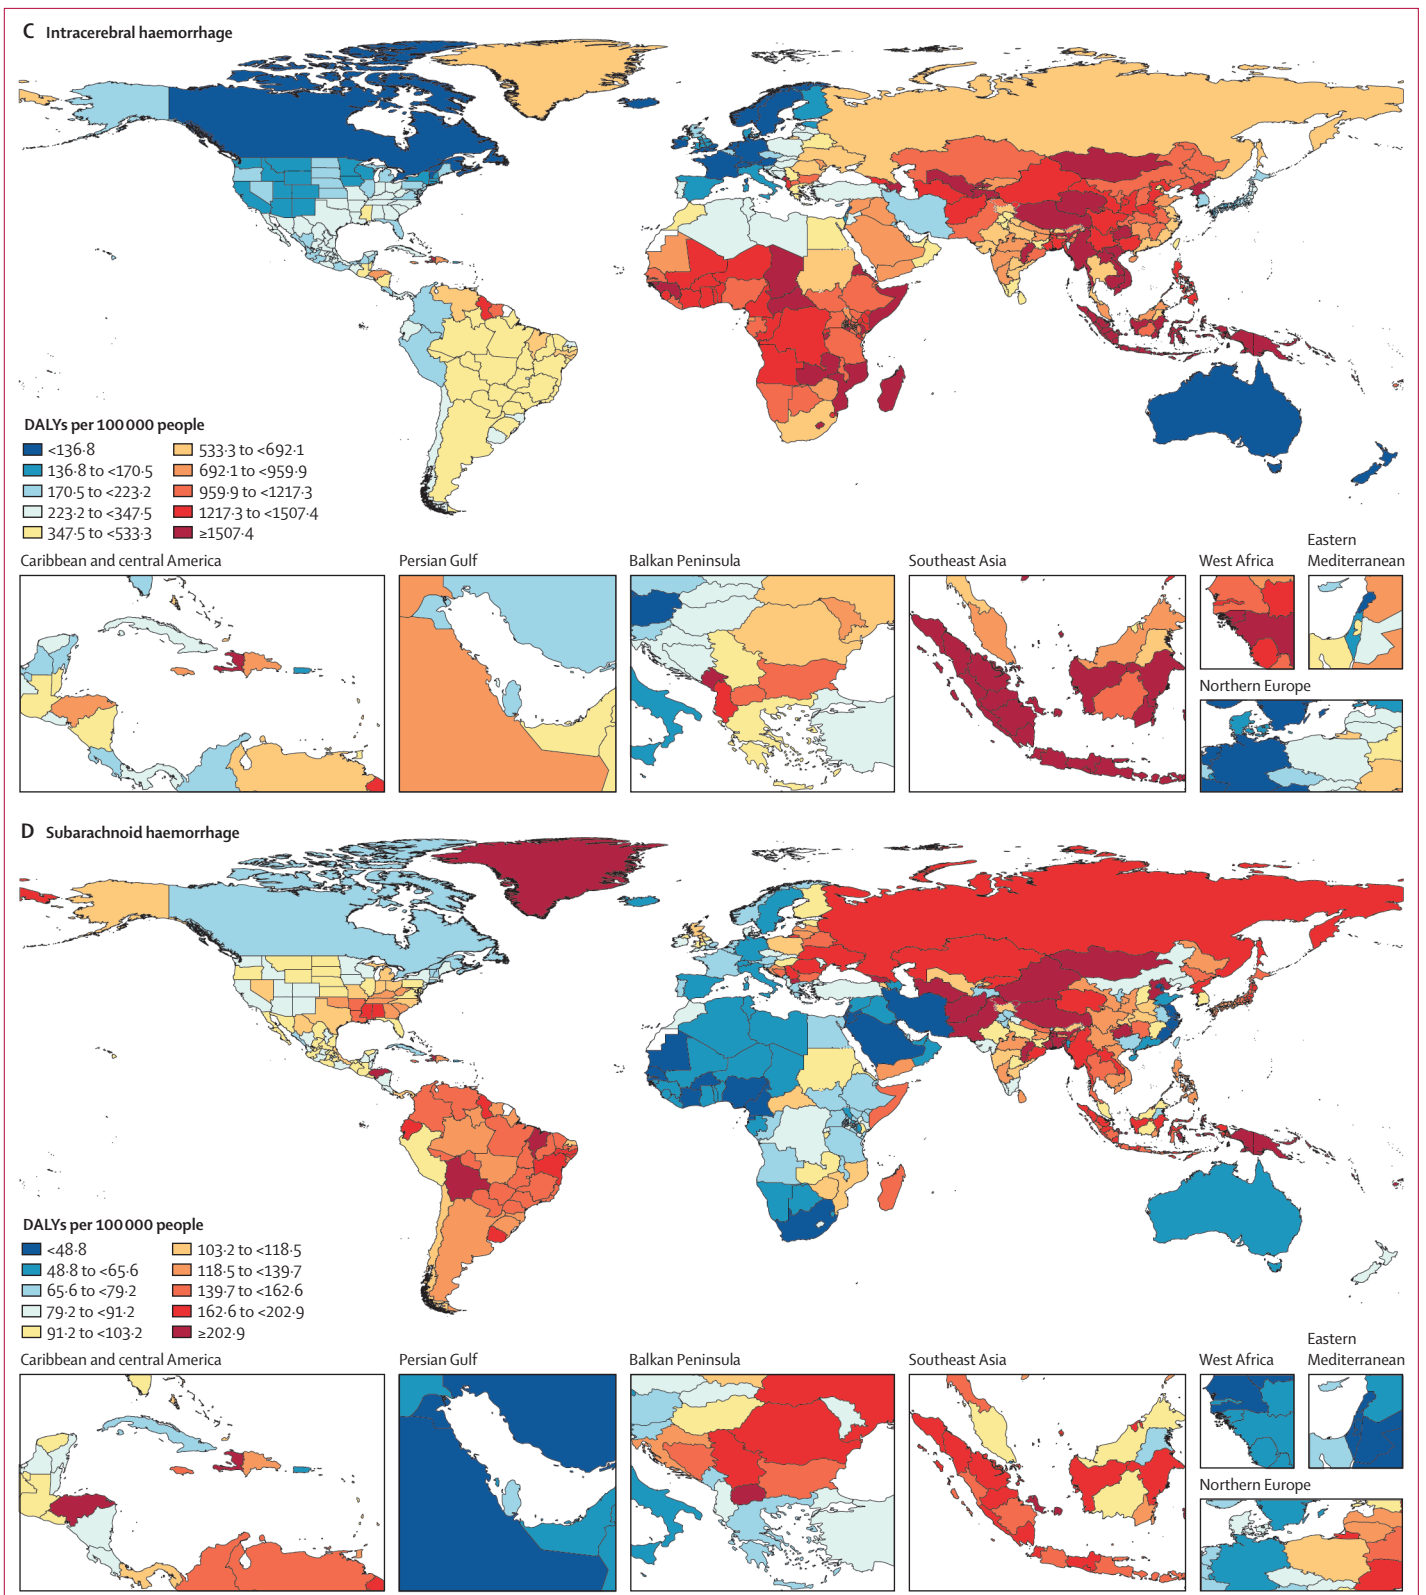 C Intracerebral haemorrhage
DALYs per 100 000 people
<136·8
136·8 to <170·5
170·5 to <223·2
223·2 to <347·5
347·5 to <533·3
533·3 to <692·1
692·1 to <959·9
959·9 to <1217·3
1217·3 to <1507·4
≥1507·4
Caribbean and central America
Persian Gulf
Balkan Peninsula
Southeast Asia
West Africa
Eastern
Mediterranean
Northern Europe
D Subarachnoid haemorrhage
DALYs per 100 000 people
<48·8
48·8 to <65·6
65·6 to <79·2
79·2 to <91·2
91·2 to <103·2
103·2 to <118·5
118·5 to <139·7
139·7 to <162·6
162·6 to <202·9
≥202·9
Caribbean and central America
Persian Gulf
Balkan Peninsula
Southeast Asia
West Africa
Eastern
Mediterranean
Northern Europe